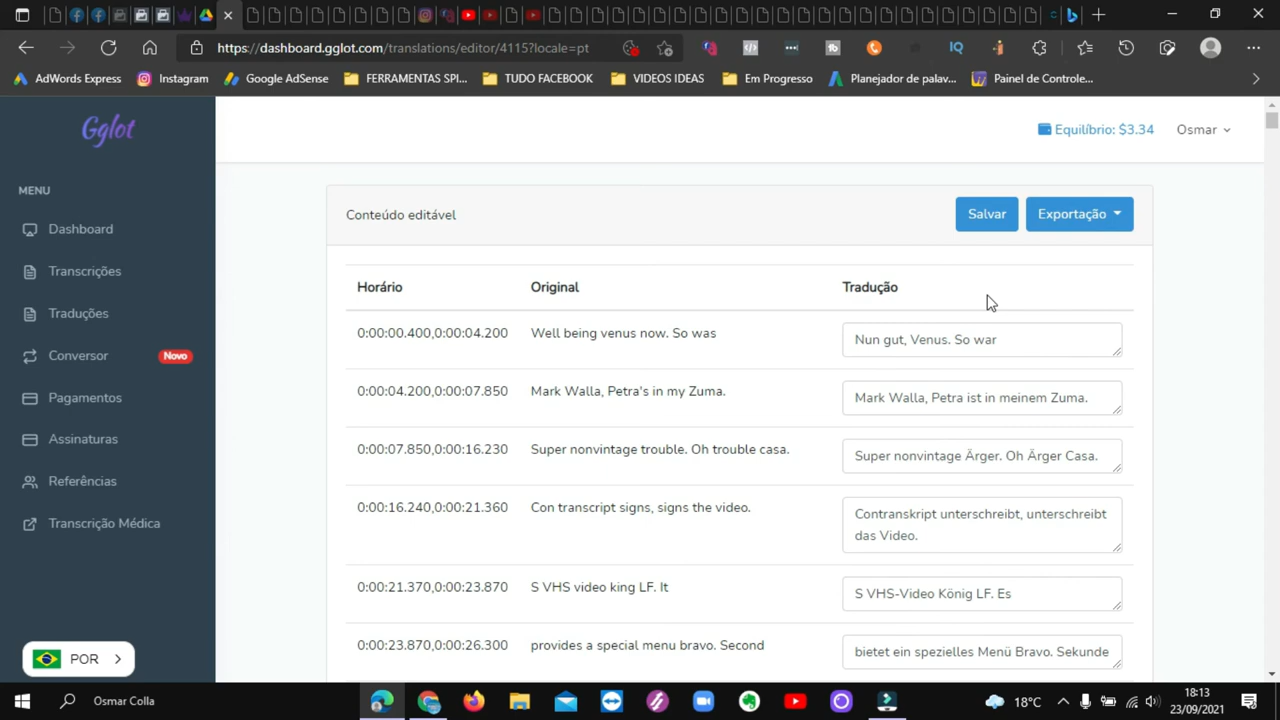 https://dashboard.gglot.com/translations/editor/4115?locale=pt
IQ
AdWords Express
Instagram
Google AdSense
FERRAMENTAS SPI...
TUDO FACEBOOK
VIDEOS IDEAS
Em Progresso
Planejador de palav...
Painel de Controle...
Gglot
Equilíbrio: $3.34
Osmar
MENU
Dashboard
Transcrições
Traduções
Conversor
Novo
Pagamentos
Assinaturas
Referências
Transcrição Médica
POR
Conteúdo editável
Salvar
Exportação
Horário
Original
Tradução
0:00:00.400,0:00:04.200
Well being venus now. So was
Nun gut, Venus. So war
0:00:04.200,0:00:07.850
Mark Walla, Petra's in my Zuma.
Mark Walla, Petra ist in meinem Zuma.
0:00:07.850,0:00:16.230
Super nonvintage trouble. Oh trouble casa.
Super nonvintage Ärger. Oh Ärger Casa.
0:00:16.240,0:00:21.360
Con transcript signs, signs the video.
Contranskript unterschreibt, unterschreibt
das Video.
0:00:21.370,0:00:23.870
S VHS video king LF. It
S VHS-Video König LF. Es
0:00:23.870,0:00:26.300
provides a special menu bravo. Second
bietet ein spezielles Menü Bravo. Sekunde
Osmar Colla
18°C
18:13
23/09/2021